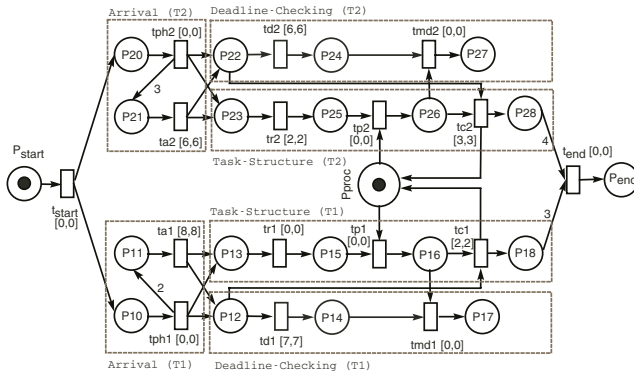 Arrival (T2)
Deadline-Checking (T2)
tph2 [0,0]
td2 [6,6]
tmd2 [0,0]
P20
P22
P24
P27
3
P21
P23
P25
P26
P28
ta2 [6,6]
tr2 [2,2]
tp2
[0,0]
tc2
[3,3]
4
Task-Structure (T2)
Pstart
tstart
[0,0]
Pproc
tend [0,0]
Pend
Task-Structure (T1)
3
ta1 [8,8]
tr1 [0,0]
tp1
[0,0]
tc1
[2,2]
P11
P13
P15
P16
P18
2
P10
P12
P14
P17
tph1 [0,0]
td1 [7,7]
tmd1 [0,0]
Arrival (T1)
Deadline-Checking (T1)